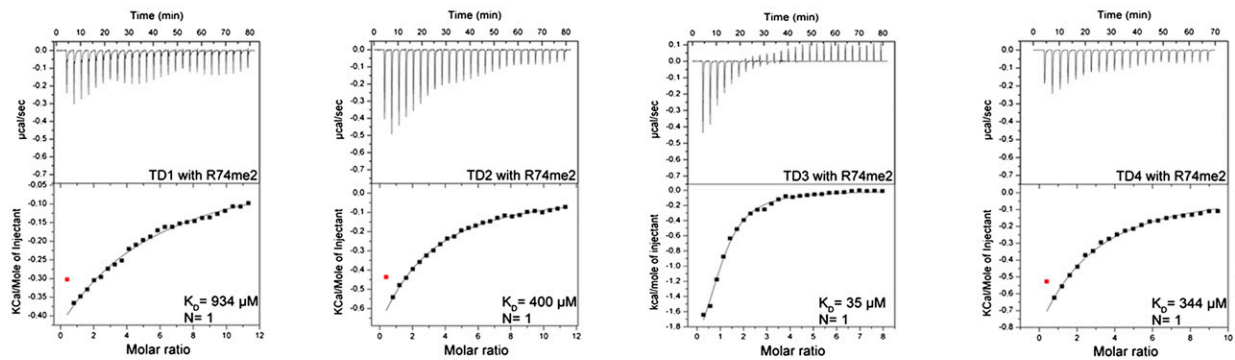 Time (min)
0 10 20 30 40 50 60 70 80
0.0
-0.1
-0.2
-0.3
-0.4
-0.5
-0.6
-0.7
µcal/sec
TD1 with R74me2
-0.05
-0.10
-0.15
-0.20
-0.25
-0.30
-0.35
-0.40
KCal/Mole of Injectant
K_D= 934 µM
N= 1
0 2 4 6 8 10 12
Molar ratio
Time (min)
0 10 20 30 40 50 60 70 80
0.0
-0.1
-0.2
-0.3
-0.4
-0.5
-0.6
-0.7
µcal/sec
TD2 with R74me2
0.0
-0.1
-0.2
-0.3
-0.4
-0.5
-0.6
KCal/Mole of Injectant
K_D= 400 µM
N= 1
0 2 4 6 8 10 12
Molar ratio
Time (min)
0 10 20 30 40 50 60 70 80
0.1
0.0
-0.1
-0.2
-0.3
-0.4
-0.5
-0.6
-0.7
µcal/sec
TD3 with R74me2
0.0
-0.2
-0.4
-0.6
-0.8
-1.0
-1.2
-1.4
-1.6
-1.8
kcal/mole of injectant
K_D= 35 µM
N= 1
0 1 2 3 4 5 6 7 8
Molar ratio
Time (min)
0 10 20 30 40 50 60 70
0.0
-0.1
-0.2
-0.3
-0.4
-0.5
-0.6
-0.7
µcal/sec
TD4 with R74me2
0.0
-0.1
-0.2
-0.3
-0.4
-0.5
-0.6
-0.7
-0.8
KCal/Mole of Injectant
K_D= 344 µM
N= 1
0 2 4 6 8 10
Molar ratio